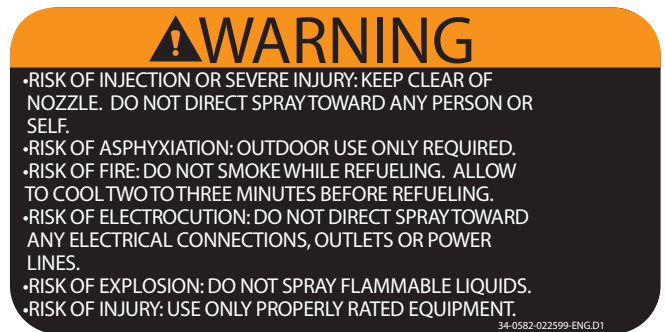 WARNING
•RISK OF INJECTION OR SEVERE INJURY: KEEP CLEAR OF
NOZZLE. DO NOT DIRECT SPRAY TOWARD ANY PERSON OR
SELF.
•RISK OF ASPHYXIATION: OUTDOOR USE ONLY REQUIRED.
•RISK OF FIRE: DO NOT SMOKE WHILE REFUELING. ALLOW
TO COOL TWO TO THREE MINUTES BEFORE REFUELING.
•RISK OF ELECTROCUTION: DO NOT DIRECT SPRAY TOWARD
ANY ELECTRICAL CONNECTIONS, OUTLETS OR POWER
LINES.
•RISK OF EXPLOSION: DO NOT SPRAY FLAMMABLE LIQUIDS.
•RISK OF INJURY: USE ONLY PROPERLY RATED EQUIPMENT.
34-0582-022599-ENG.D1